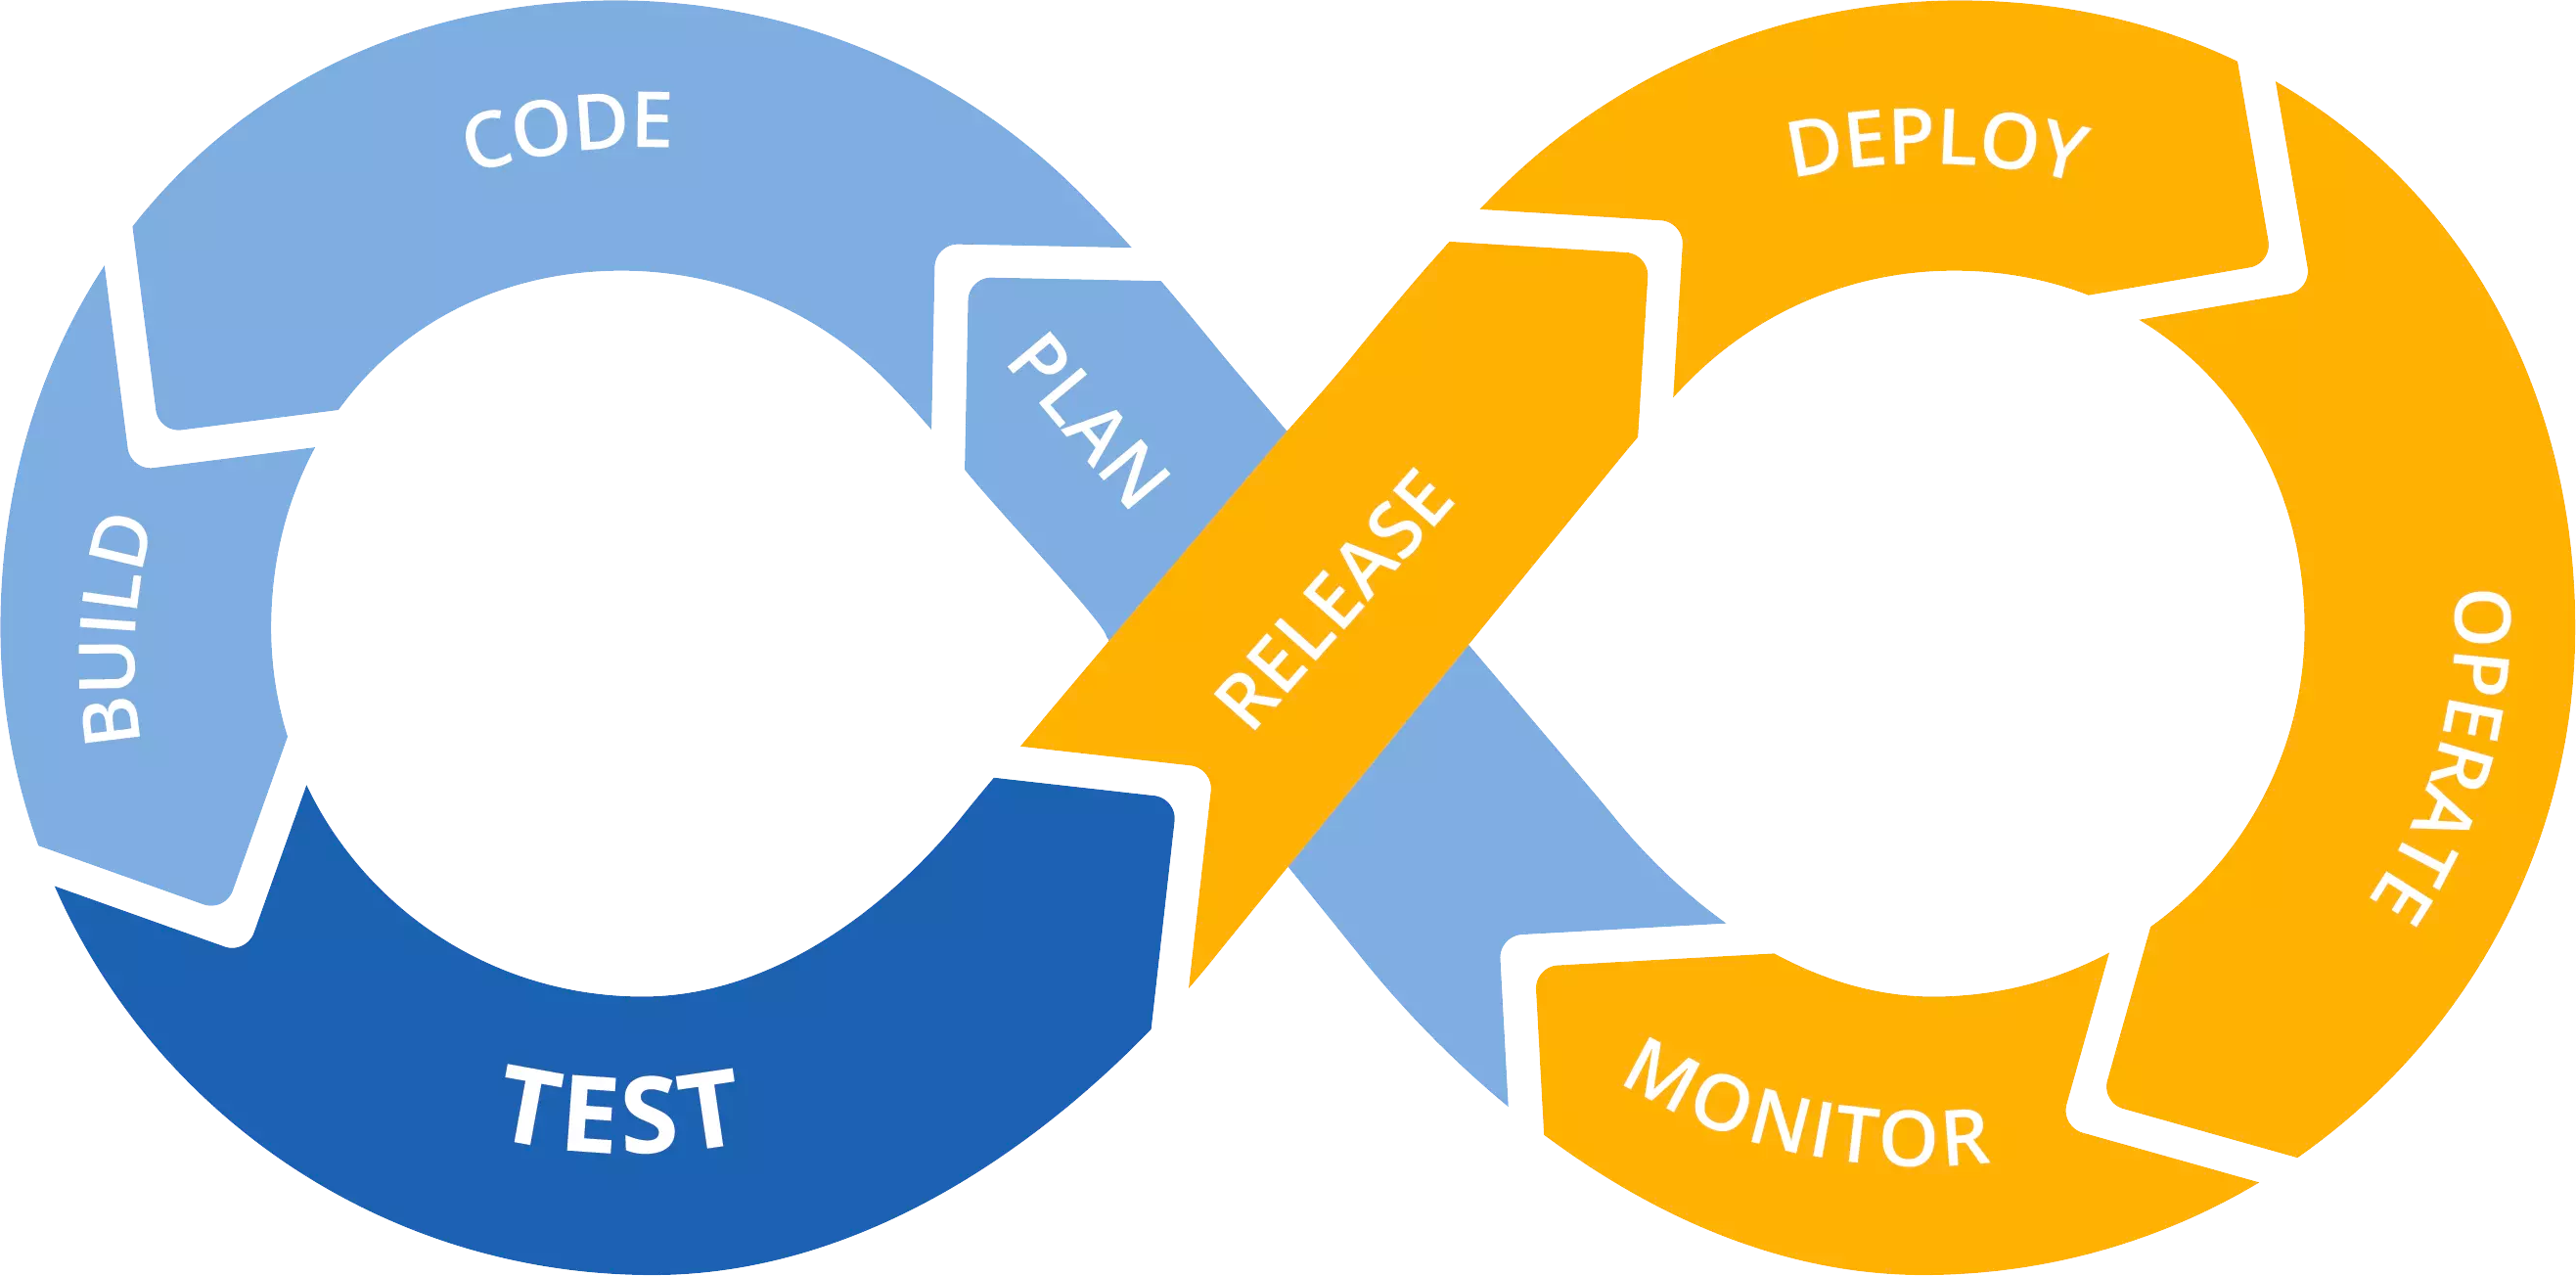 CODE
DEPLOY
PLAN
RELEASE
BUILD
OPERATE
TEST
MONITOR